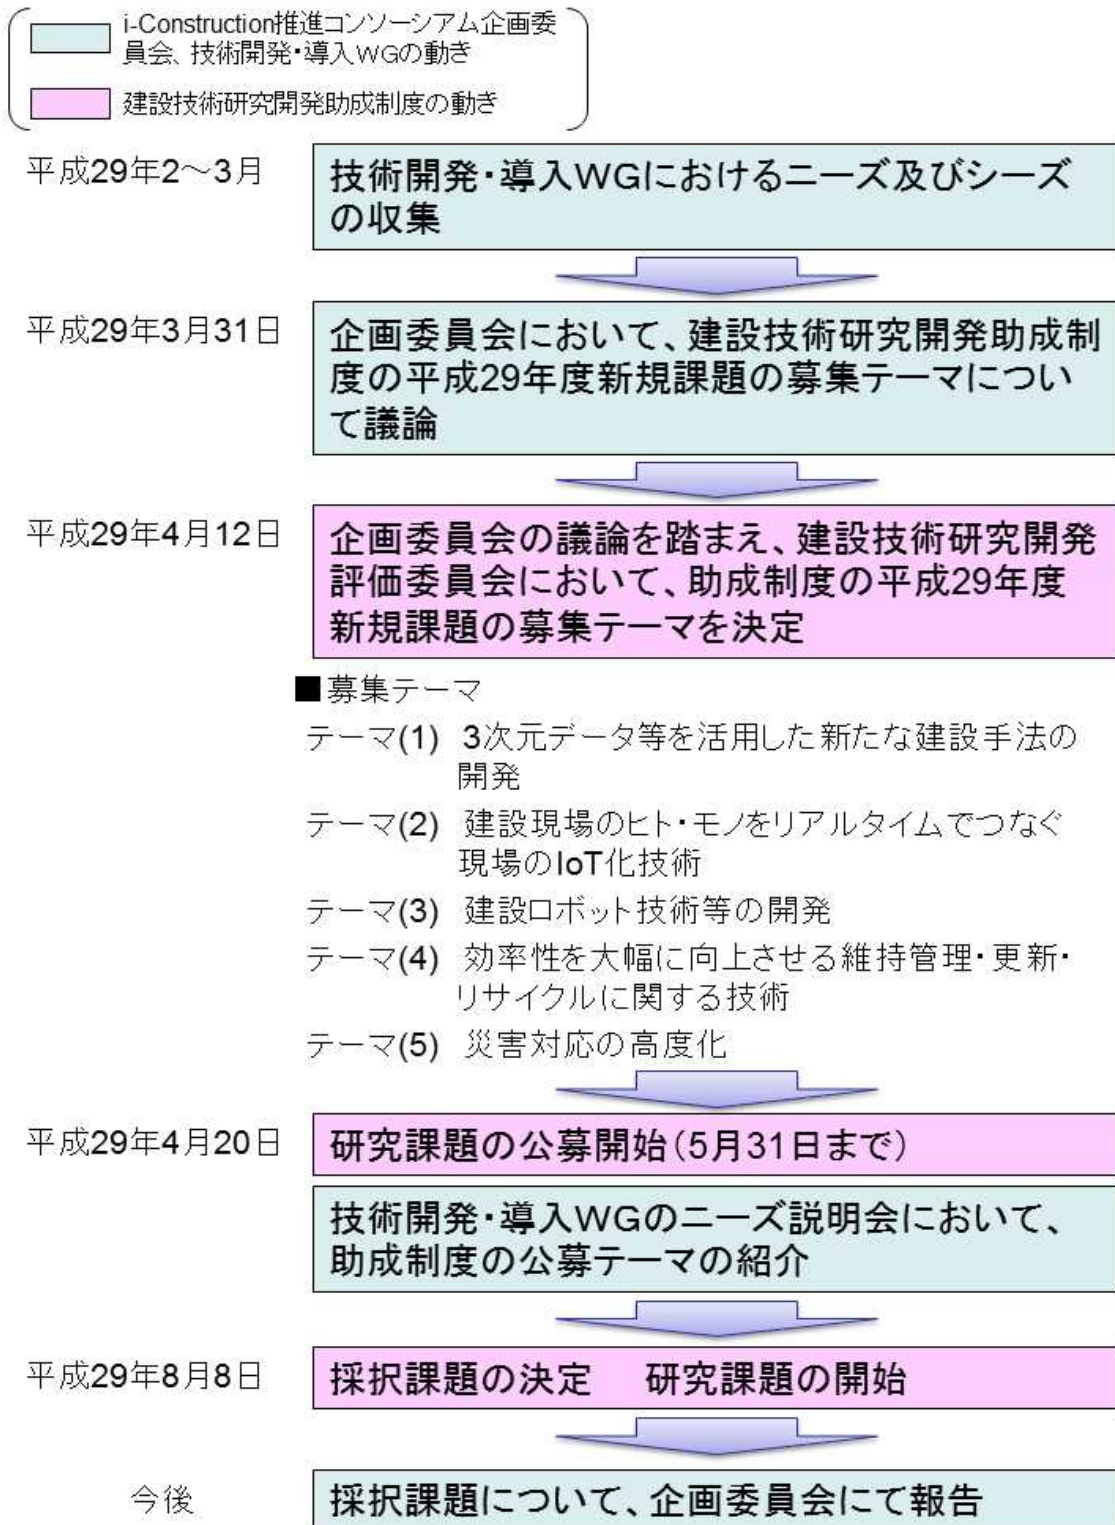 i-Construction推進コンソーシアム企画委
員会、技術開発・導入WGの動き
建設技術研究開発助成制度の動き
平成29年2～3月
技術開発・導入WGにおけるニーズ及びシーズ
の収集
平成29年3月31日
企画委員会において、建設技術研究開発助成制
度の平成29年度新規課題の募集テーマについ
て議論
平成29年4月12日
企画委員会の議論を踏まえ、建設技術研究開発
評価委員会において、助成制度の平成29年度
新規課題の募集テーマを決定
■募集テーマ
テーマ(1) 3次元データ等を活用した新たな建設手法の
開発
テーマ(2) 建設現場のヒト・モノをリアルタイムでつなぐ
現場のIoT化技術
テーマ(3) 建設ロボット技術等の開発
テーマ(4) 効率性を大幅に向上させる維持管理・更新・
リサイクルに関する技術
テーマ(5) 災害対応の高度化
平成29年4月20日
研究課題の公募開始(5月31日まで)
技術開発・導入WGのニーズ説明会において、
助成制度の公募テーマの紹介
平成29年8月8日
採択課題の決定 研究課題の開始
今後
採択課題について、企画委員会にて報告